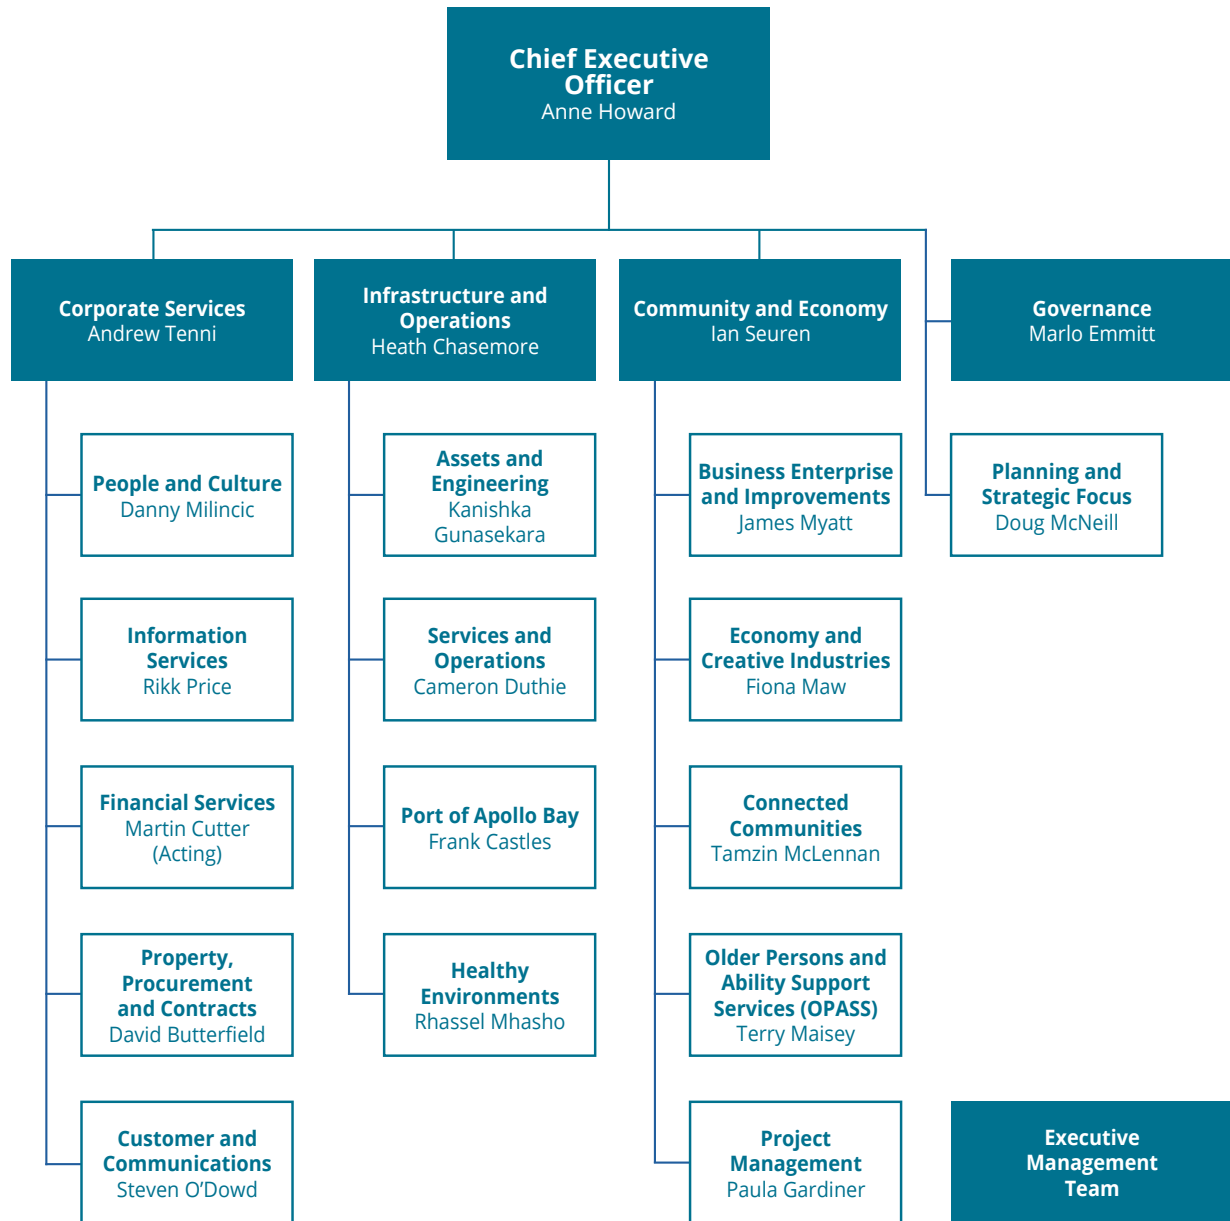 Chief Executive
Officer
Anne Howard
Corporate Services
Andrew Tenni
Infrastructure and
Operations
Heath Chasemore
Community and Economy
Ian Seuren
Governance
Marlo Emmitt
People and Culture
Danny Milincic
Assets and
Engineering
Kanishka
Gunasekara
Business Enterprise
and Improvements
James Myatt
Planning and
Strategic Focus
Doug McNeill
Information
Services
Rikk Price
Services and
Operations
Cameron Duthie
Economy and
Creative Industries
Fiona Maw
Financial Services
Martin Cutter
(Acting)
Port of Apollo Bay
Frank Castles
Connected
Communities
Tamzin McLennan
Property,
Procurement
and Contracts
David Butterfield
Healthy
Environments
Rhassel Mhasho
Older Persons and
Ability Support
Services (OPASS)
Terry Maisey
Customer and
Communications
Steven O’Dowd
Project
Management
Paula Gardiner
Executive
Management
Team